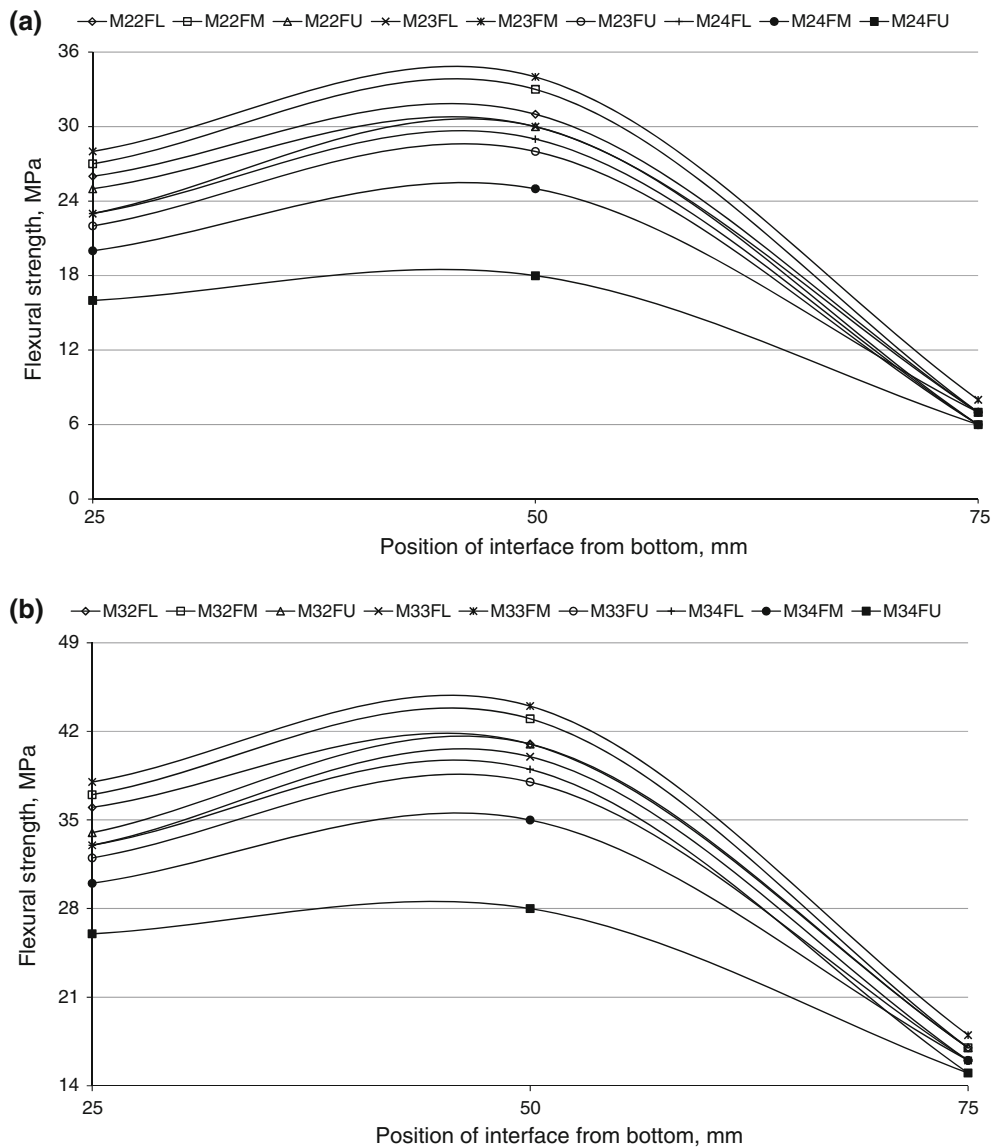 (a)
M22FL M22FM M22FU M23FL M23FM M23FU M24FL M24FM M24FU
36
30
24
18
12
6
0
Flexural strength, MPa
25 50 75
Position of interface from bottom, mm
(b)
M32FL M32FM M32FU M33FL M33FM M33FU M34FL M34FM M34FU
49
42
35
28
21
14
Flexural strength, MPa
25 50 75
Position of interface from bottom, mm